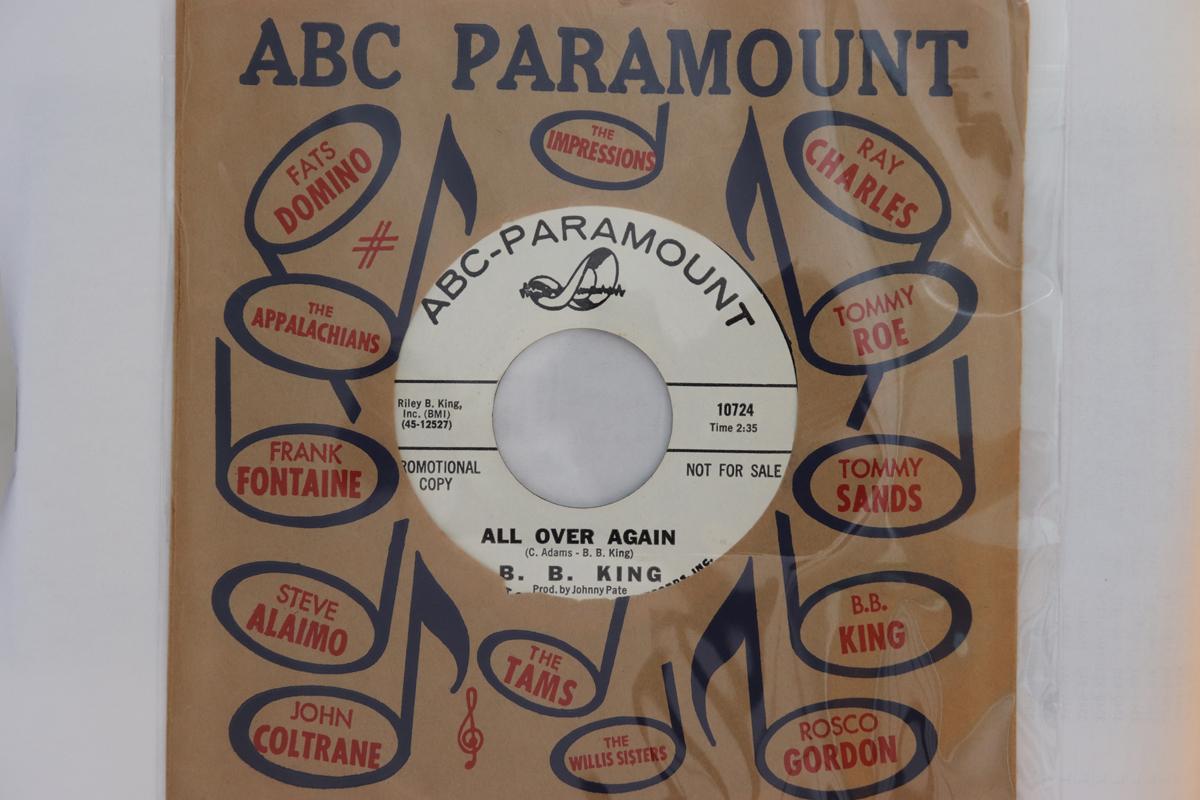 ABC PARAMOUNT
FATS
DOMINO
THE
IMPRESSIONS
RAY
CHARLES
THE
APPALACHIANS
TOMMY
ROE
FRANK
FONTAINE
TOMMY
SANDS
STEVE
ALAIMO
B.B.
KING
THE
TAMS
JOHN
COLTRANE
THE
WILLIS SISTERS
ROSCO
GORDON
ABC-PARAMOUNT
Riley B. King,
Inc. (BMI)
(45-12527)
10724
Time 2:35
ROMOTIONAL
COPY
NOT FOR SALE
ALL OVER AGAIN
(C. Adams - B. B. King)
B. B. KING
Prod. by Johnny Pate
INC.